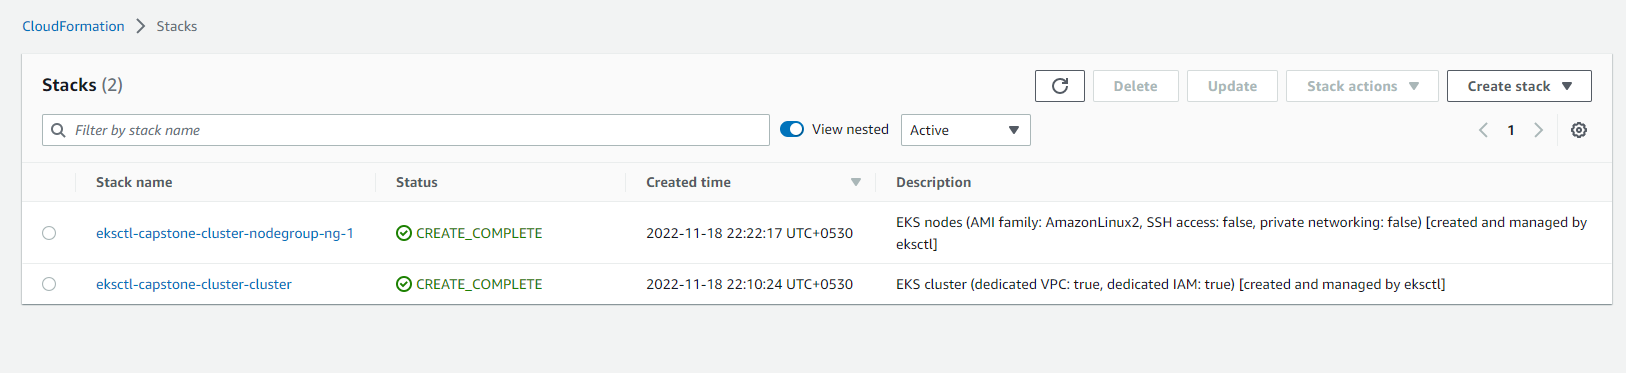 CloudFormation > Stacks
Stacks (2)
Delete
Update
Stack actions
Create stack
Filter by stack name
View nested
Active
1
Stack name Status Created time Description
eksctl-capstone-cluster-nodegroup-ng-1 CREATE_COMPLETE 2022-11-18 22:22:17 UTC+0530 EKS nodes (AMI family: AmazonLinux2, SSH access: false, private networking: false) [created and managed by
eksctl]
eksctl-capstone-cluster-cluster CREATE_COMPLETE 2022-11-18 22:10:24 UTC+0530 EKS cluster (dedicated VPC: true, dedicated IAM: true) [created and managed by eksctl]